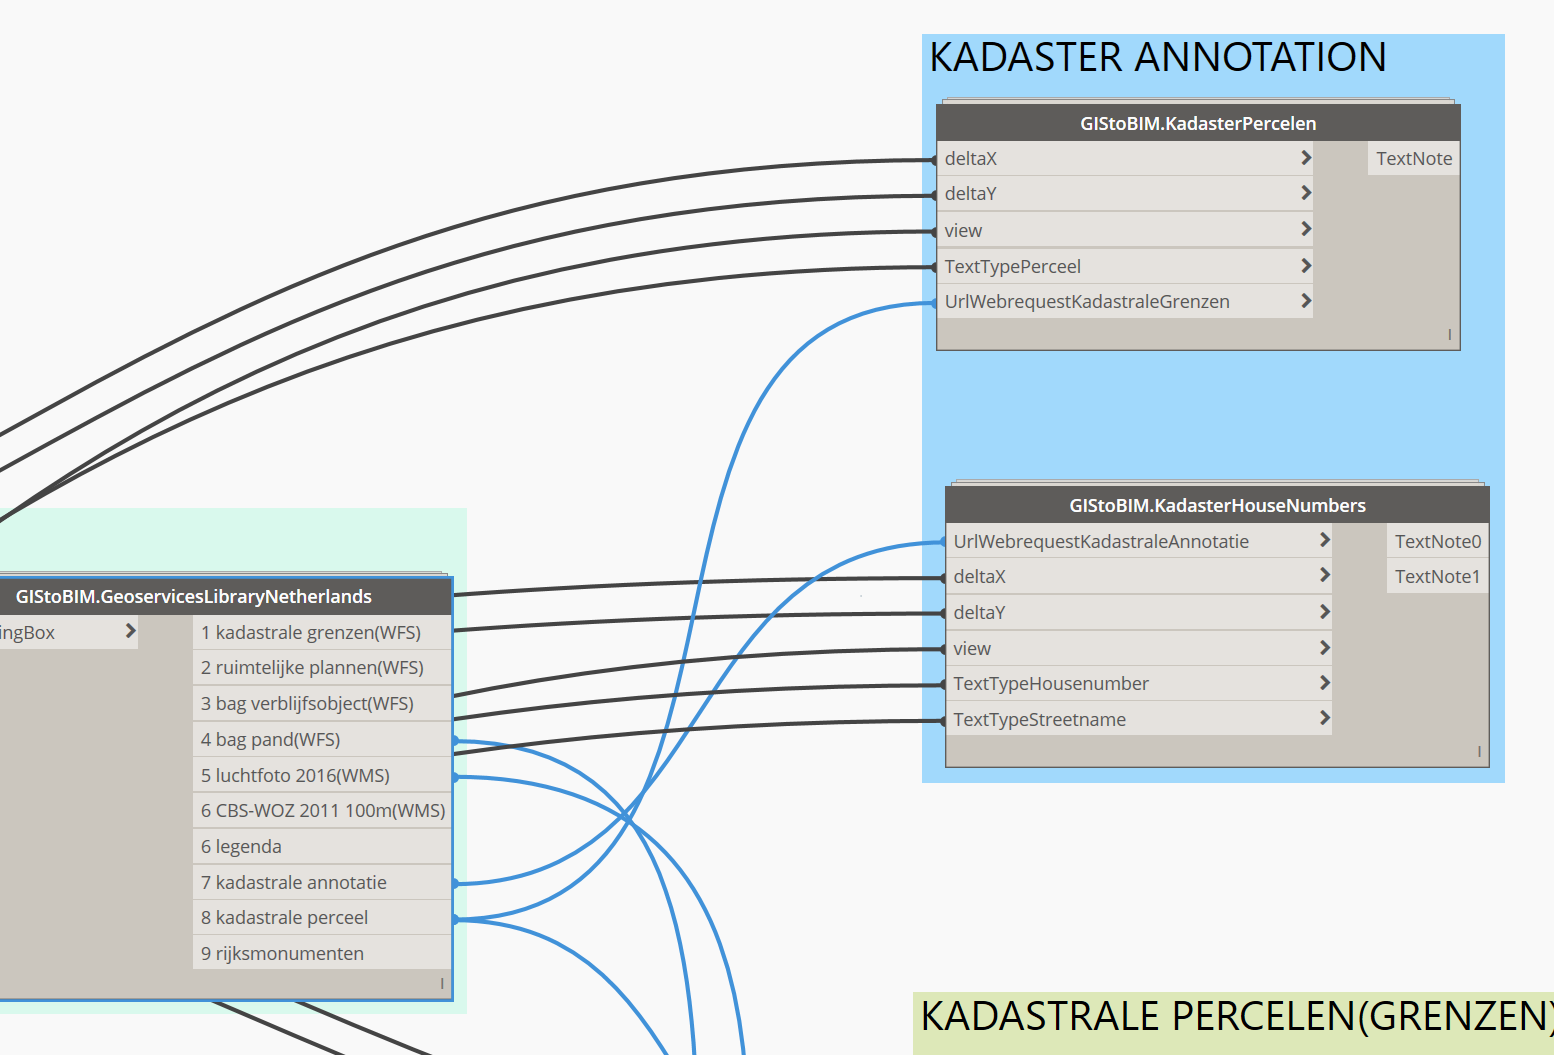 KADASTER ANNOTATION
GIStoBIM.KadasterPercelen
deltaX
TextNote
deltaY
view
TextTypePerceel
UrlWebrequestKadastraleGrenzen
GIStoBIM.KadasterHouseNumbers
UrlWebrequestKadastraleAnnotatie
TextNote0
deltaX
TextNote1
deltaY
view
TextTypeHousenumber
TextTypeStreetname
GIStoBIM.GeoservicesLibraryNetherlands
ingBox
1 kadastrale grenzen(WFS)
2 ruimtelijke plannen(WFS)
3 bag verblijfsobject(WFS)
4 bag pand(WFS)
5 luchtfoto 2016(WMS)
6 CBS-WOZ 2011 100m(WMS)
6 legenda
7 kadastrale annotatie
8 kadastrale perceel
9 rijksmonumenten
KADASTRALE PERCELEN(GRENZEN)